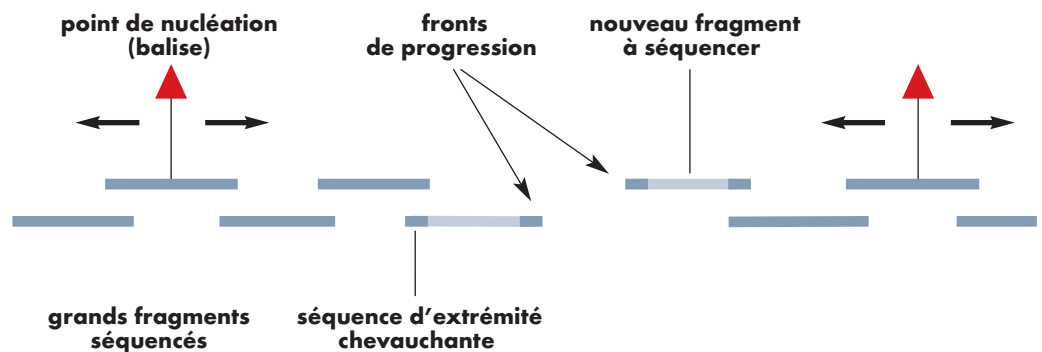 point de nucléation
(balise)
fronts
de progression
nouveau fragment
à séquencer
grands fragments
séquencés
séquence d’extrémité
chevauchante